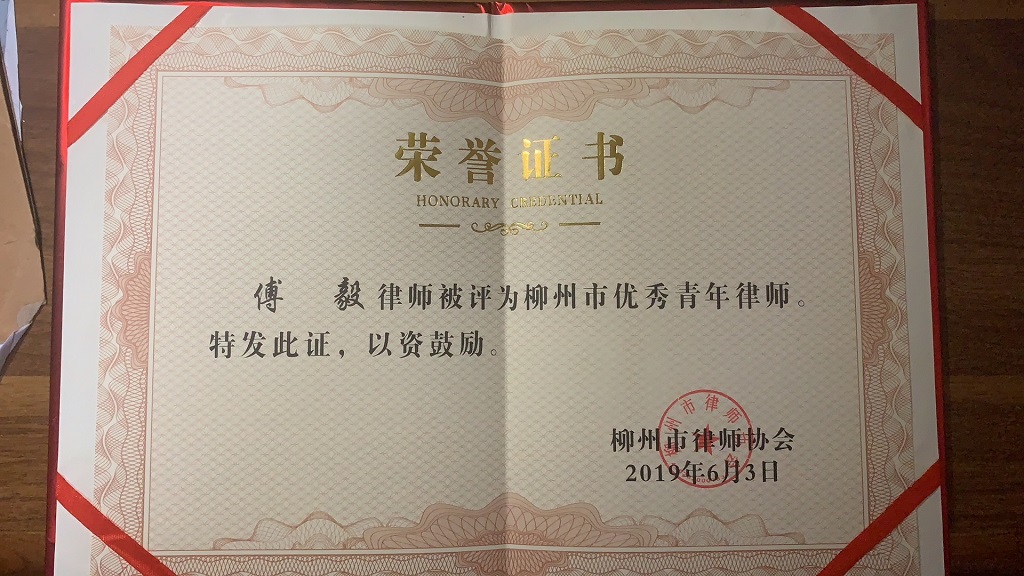 荣誉证书
HONORARY CREDENTIAL
傅 毅 律师被评为柳州市优秀青年律师。
特发此证，以资鼓励。
柳州市律师协会
2019年6月3日